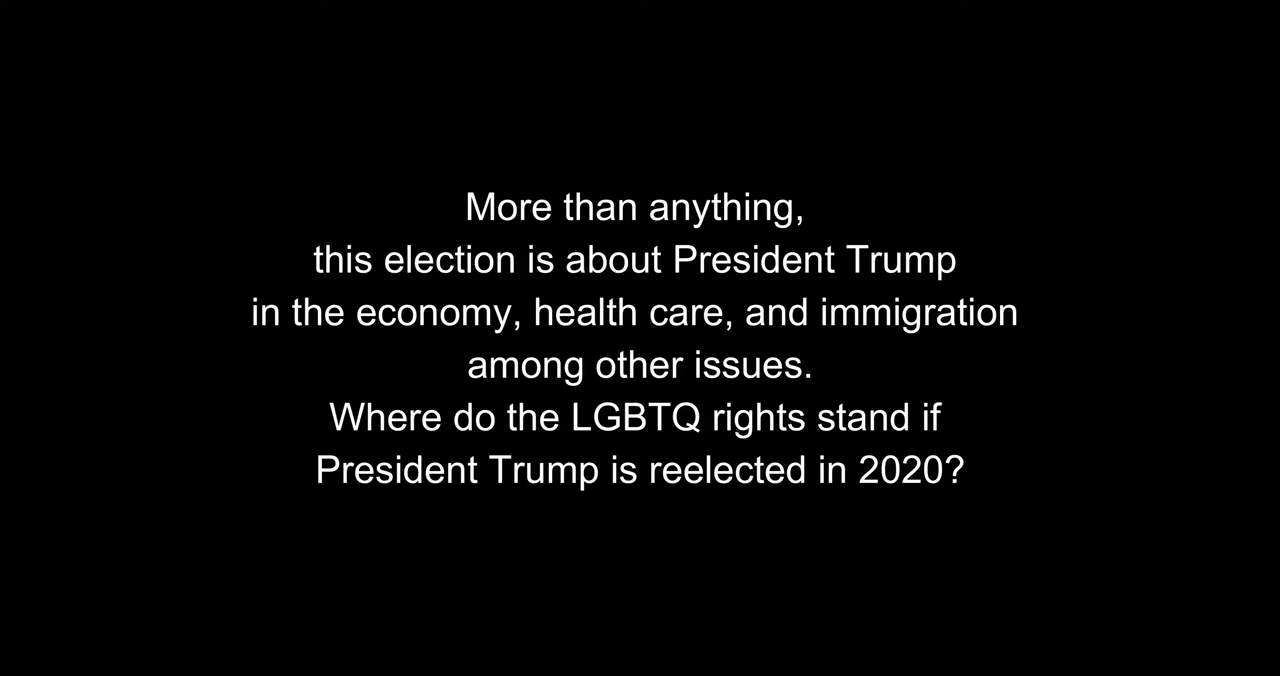 More than anything,
this election is about President Trump
in the economy, health care, and immigration
among other issues.
Where do the LGBTQ rights stand if
President Trump is reelected in 2020?